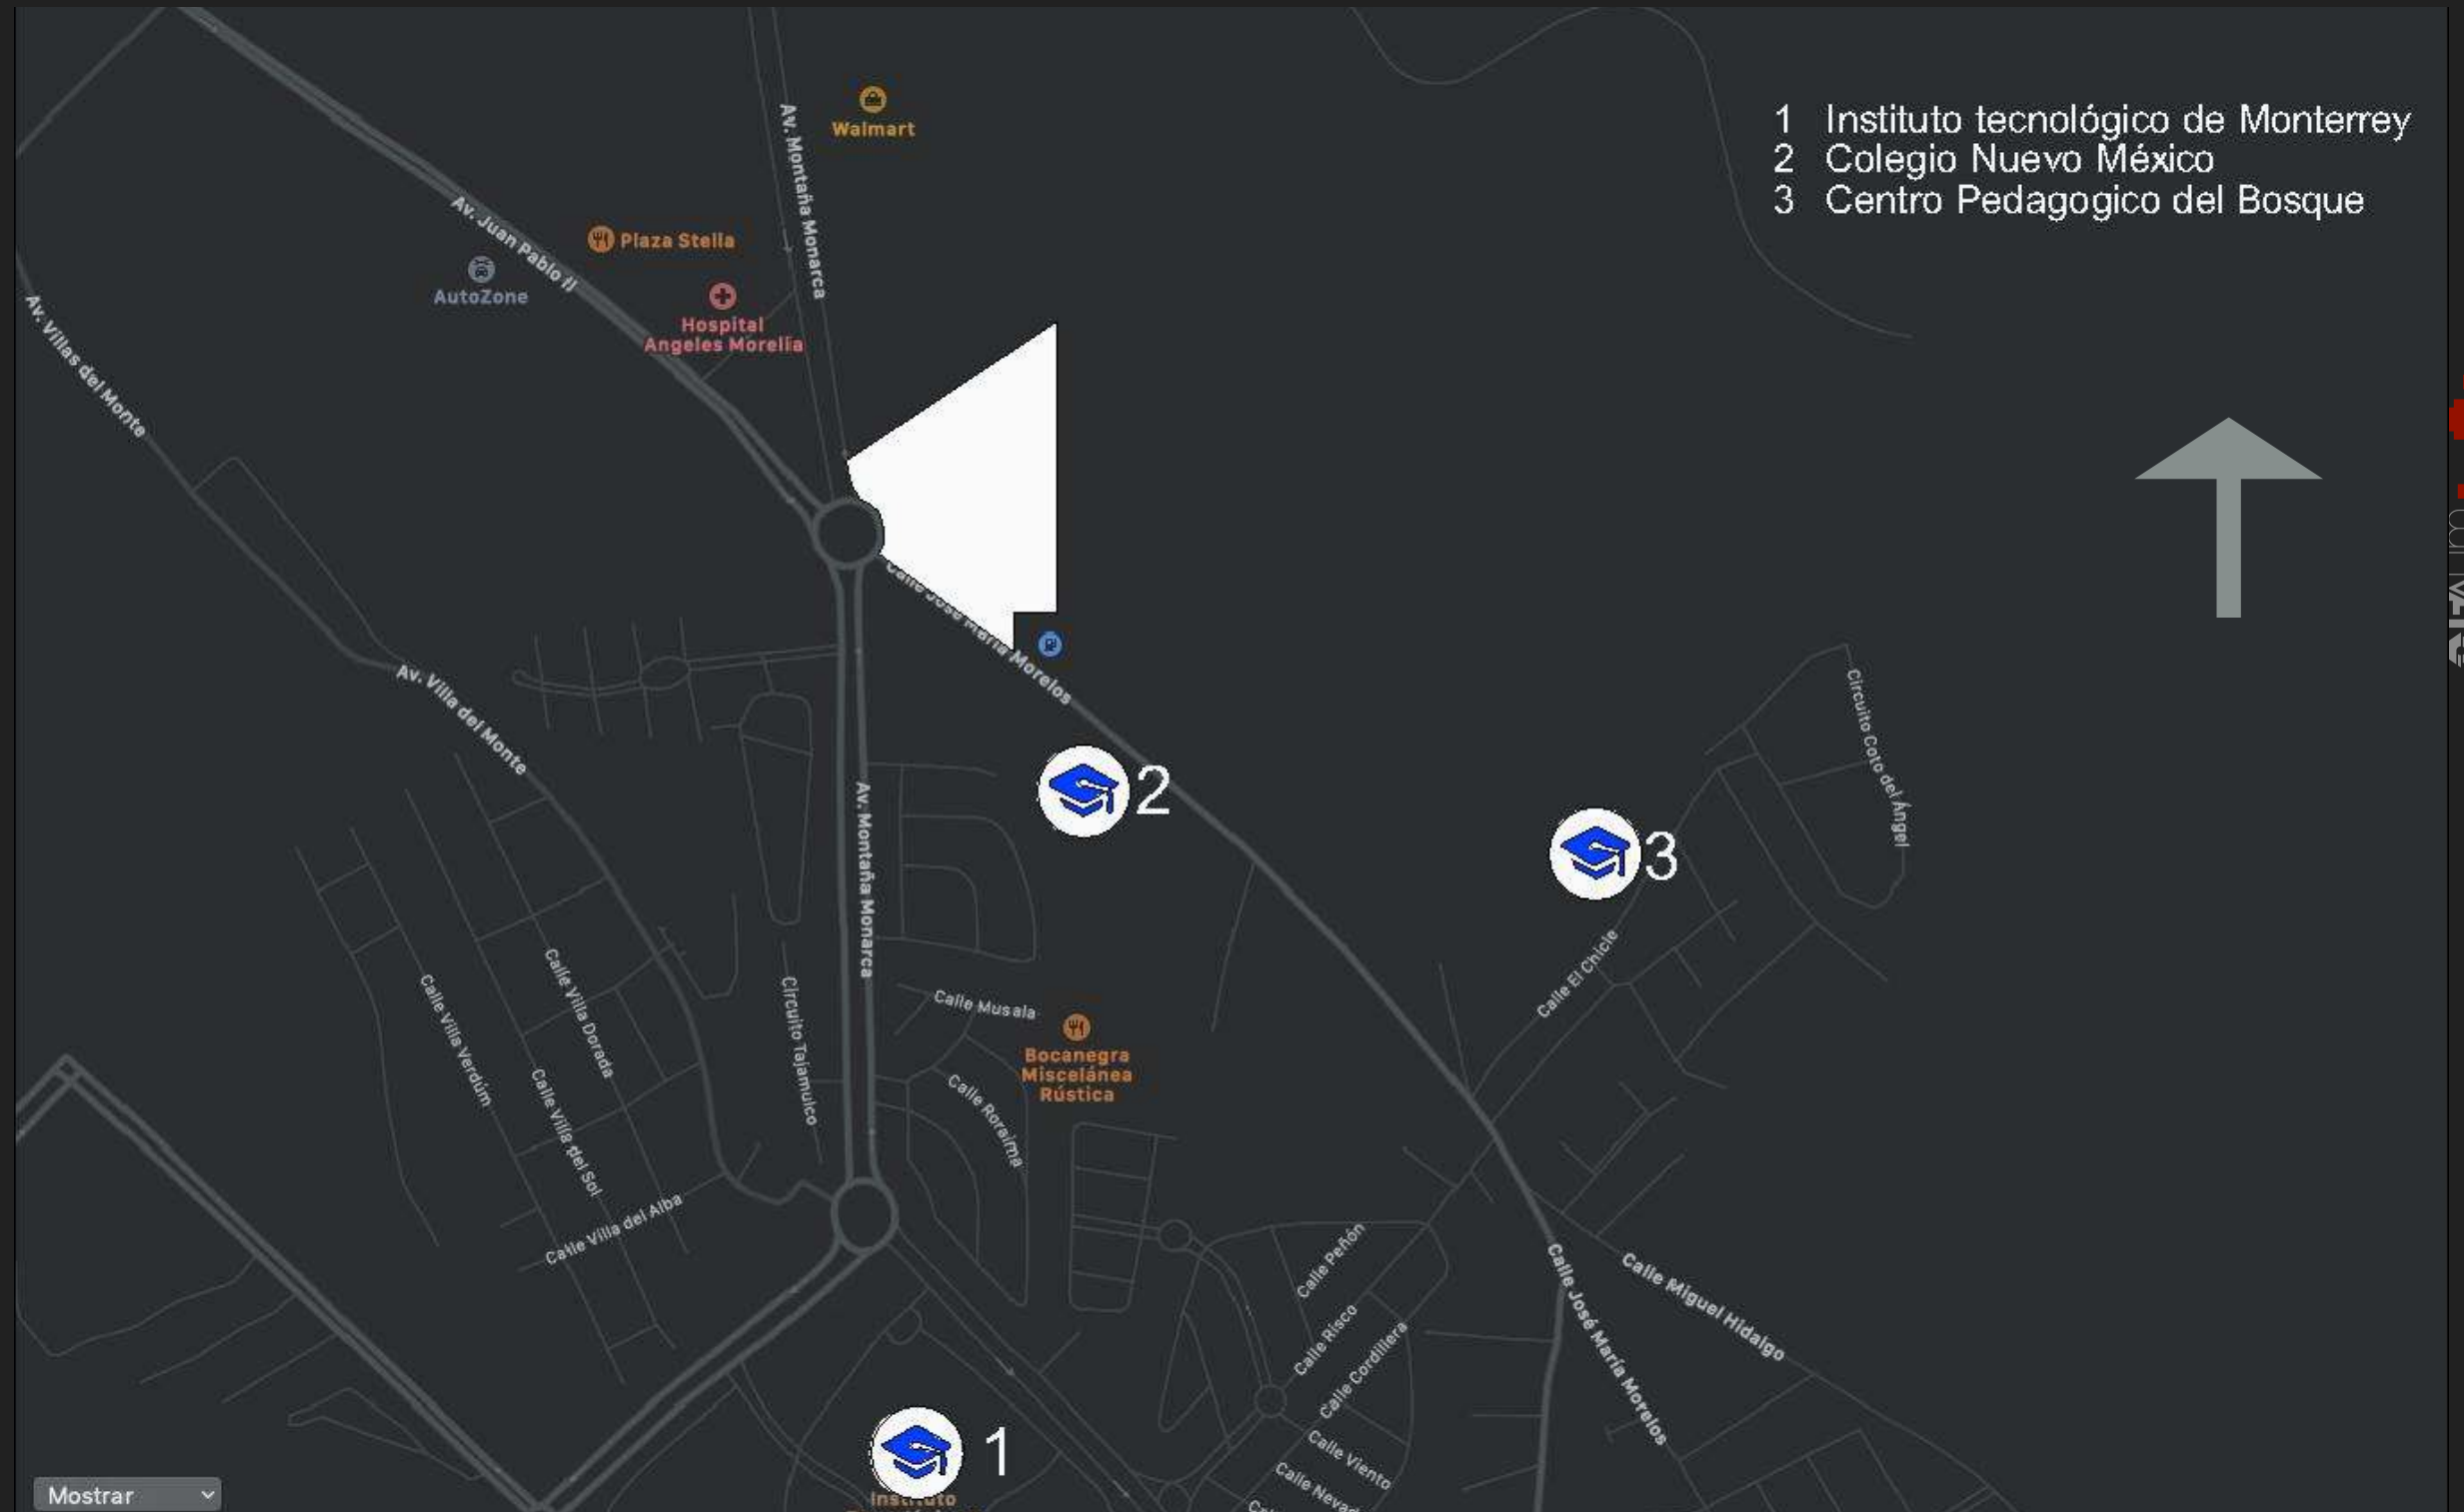 1 Instituto tecnológico de Monterrey
2 Colegio Nuevo México
3 Centro Pedagogico del Bosque
Walmart
Av. Montaña Monarca
Av. Juan Pablo II
Plaza Stella
AutoZone
Hospital
Angeles Morelia
Av. Villas del Monte
Calle José María Morelos
Av. Villa del Monte
Circuito Coto del Ángel
2
3
Av. Montaña Monarca
Calle El Chicle
Calle Villa Verdúm
Calle Villa Dorada
Circuito Tajamulco
Calle Musala
Bocanegra
Miscelánea
Rústica
Calle Roraima
Calle Villa del Sol
Calle Villa del Alba
Calle Peñón
Calle Risco
Calle Cordillera
Calle José María Morelos
Calle Miguel Hidalgo
1
Calle Viento
Instituto
Mostrar